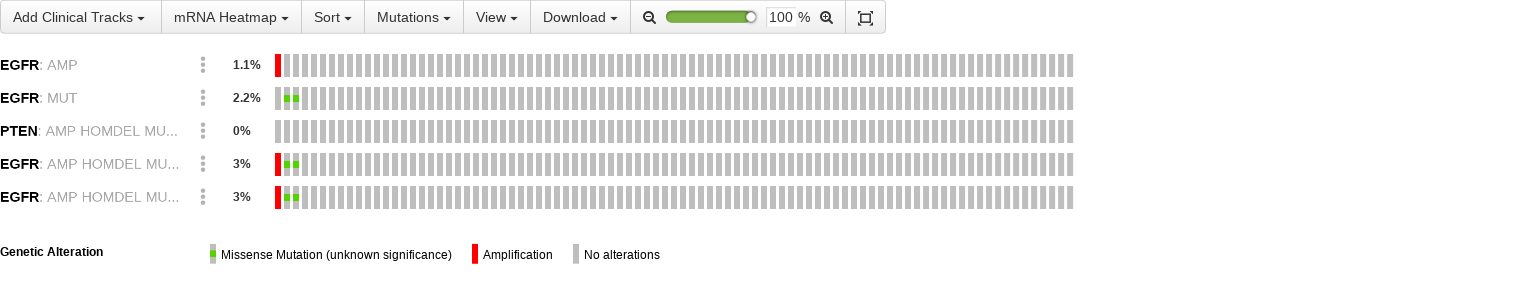 Add Clinical Tracks mRNA Heatmap Sort Mutations View Download 100 %
EGFR: AMP 1.1%
EGFR: MUT 2.2%
PTEN: AMP HOMDEL MU... 0%
EGFR: AMP HOMDEL MU... 3%
EGFR: AMP HOMDEL MU... 3%
Genetic Alteration Missense Mutation (unknown significance) Amplification No alterations